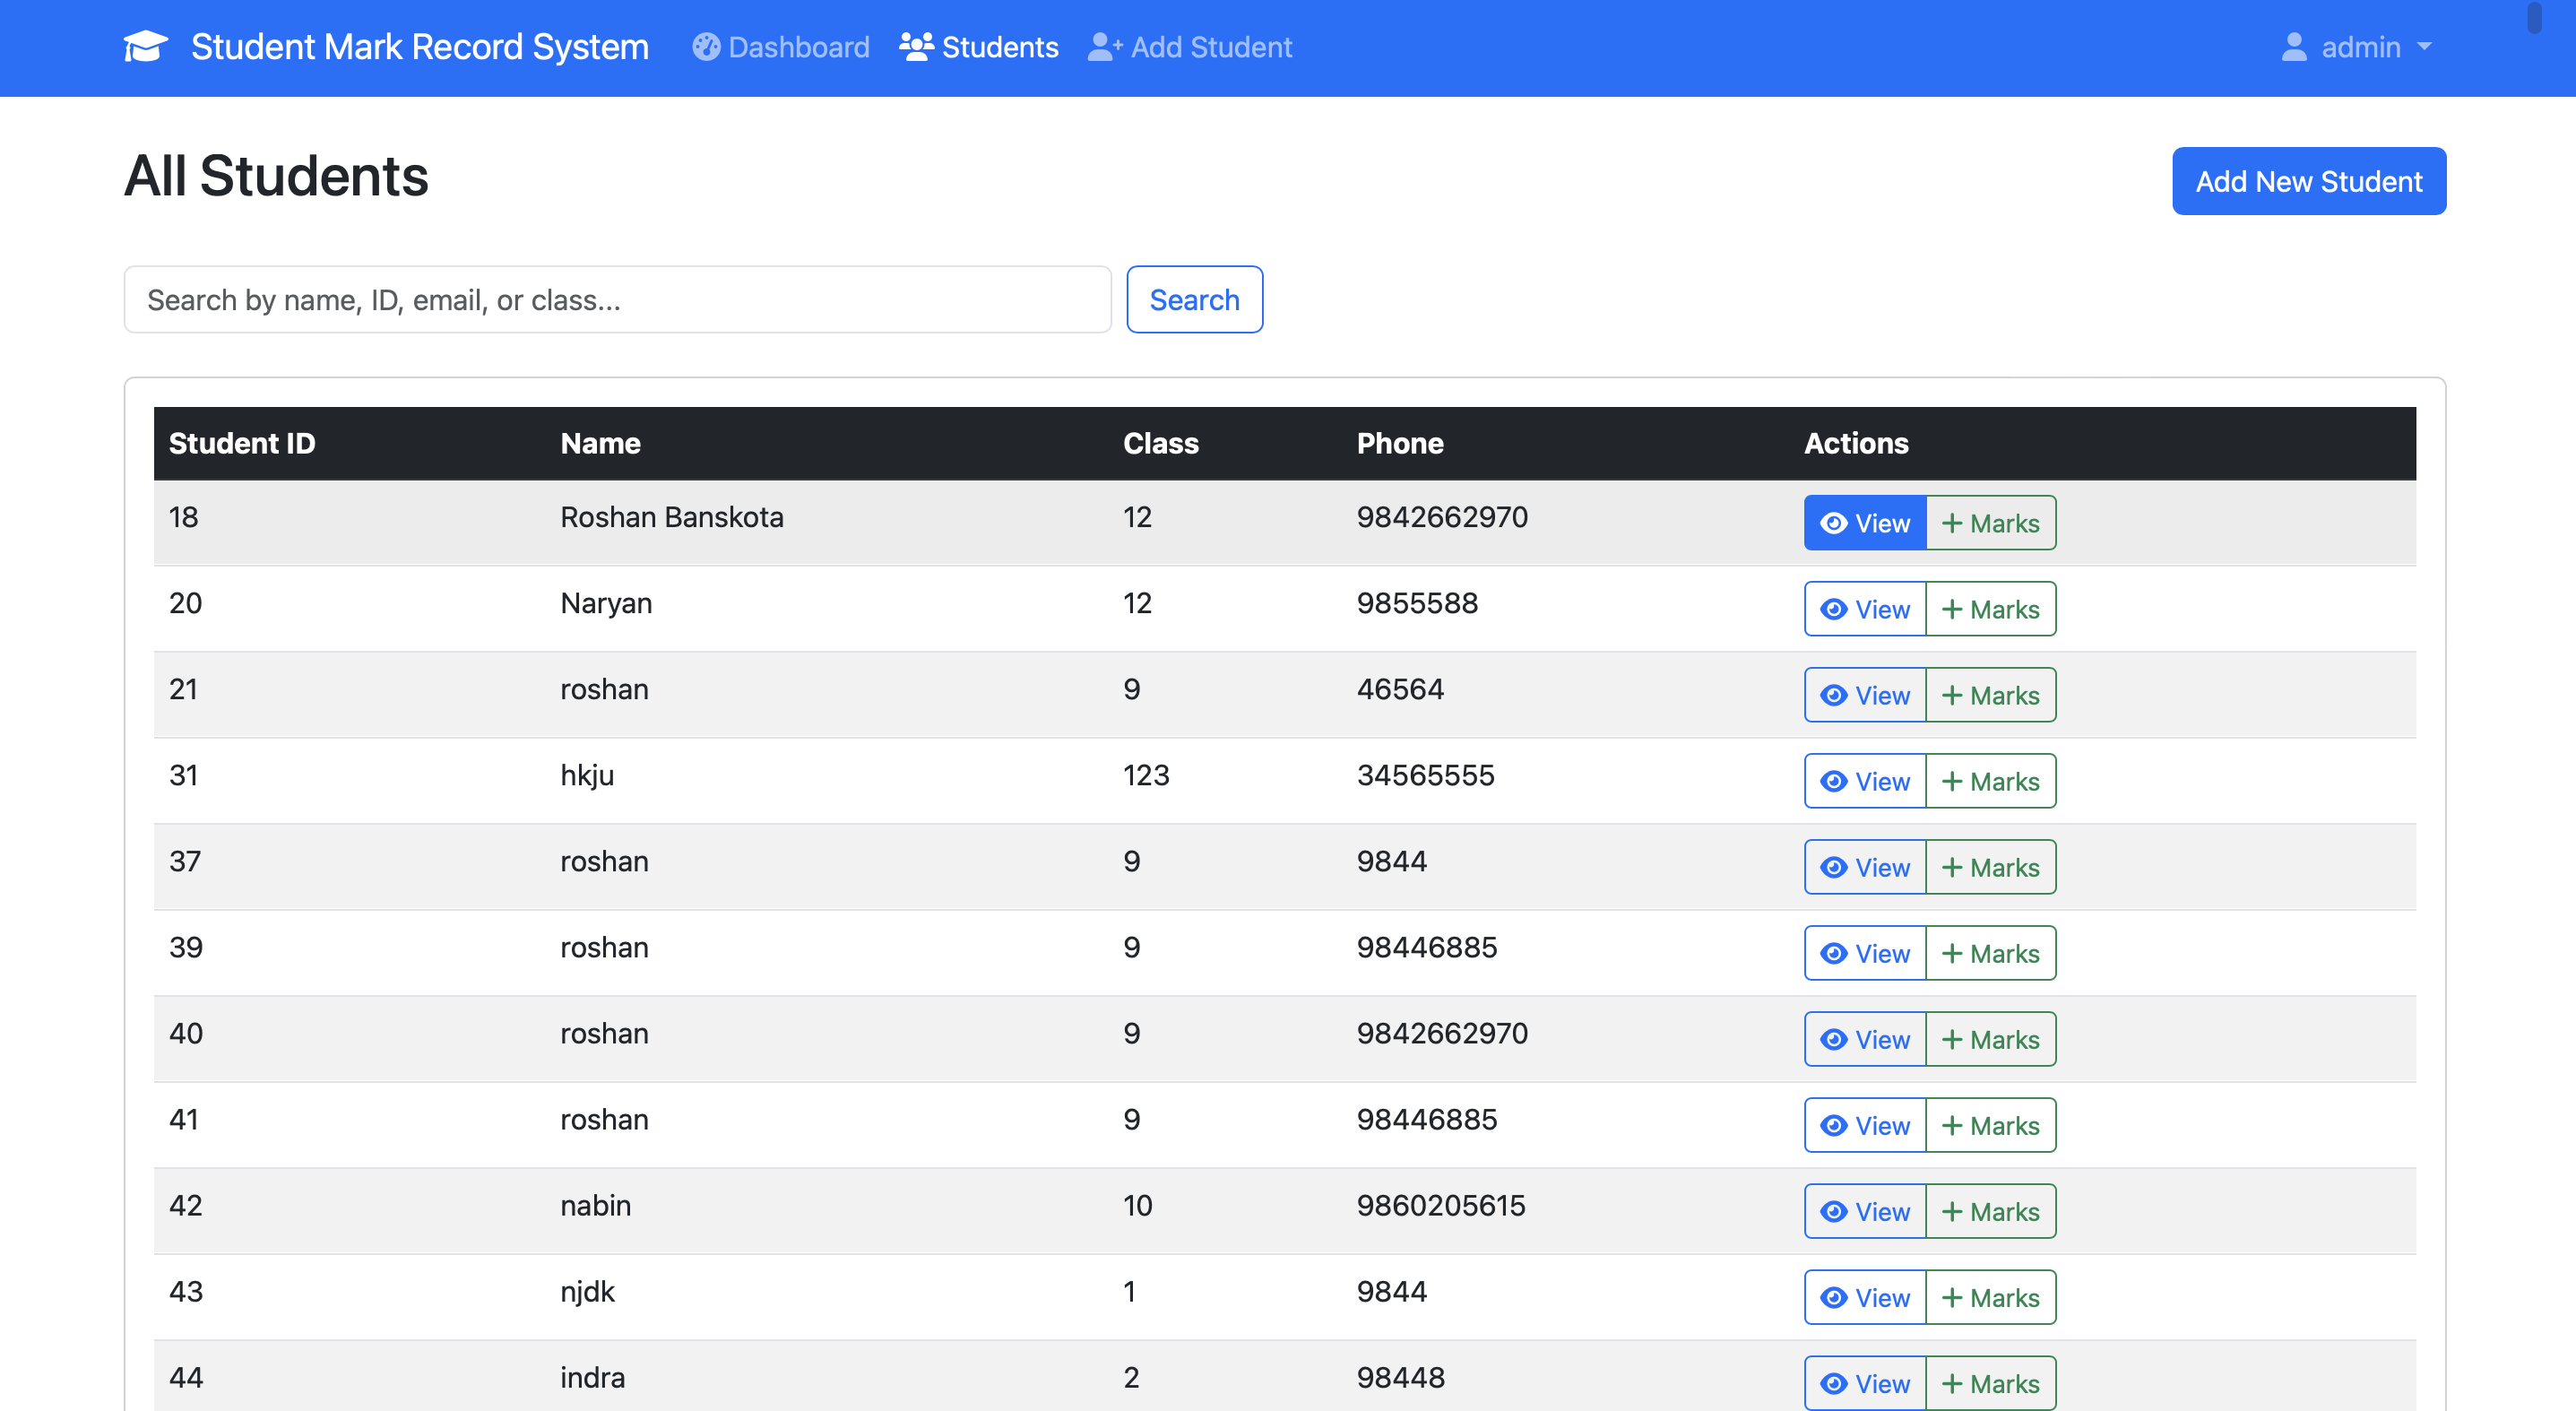 Student Mark Record System Dashboard Students Add Student admin
All Students Add New Student
Search by name, ID, email, or class... Search
Student ID Name Class Phone Actions
18 Roshan Banskota 12 9842662970 View + Marks
20 Naryan 12 9855588 View + Marks
21 roshan 9 46564 View + Marks
31 hkju 123 34565555 View + Marks
37 roshan 9 9844 View + Marks
39 roshan 9 98446885 View + Marks
40 roshan 9 9842662970 View + Marks
41 roshan 9 98446885 View + Marks
42 nabin 10 9860205615 View + Marks
43 njdk 1 9844 View + Marks
44 indra 2 98448 View + Marks